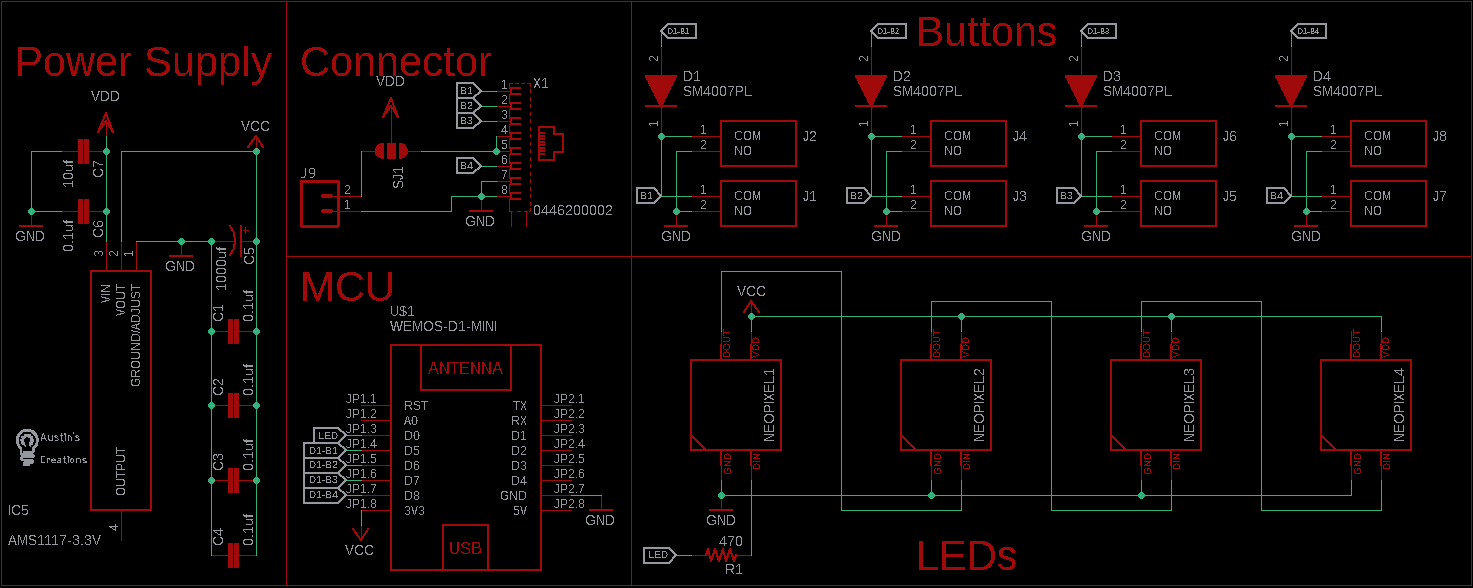 Power Supply
VDD
VCC
10uf
C7
0.1uf
C6
GND
3
2
1
GND
1000uf
+
C5
VIN
VOUT
GROUND/ADJUST
OUTPUT
4
IC5
AMS1117-3.3V
C1
0.1uf
C2
0.1uf
C3
0.1uf
C4
0.1uf
Austin's
Creations
Connector
VDD
SJ1
J9
2
1
B1
B2
B3
B4
1
2
3
4
5
6
7
8
X1
GND
0446200002
MCU
U$1
WEMOS-D1-MINI
ANTENNA
JP1.1 RST TX JP2.1
JP1.2 A0 RX JP2.2
LED JP1.3 D0 D1 JP2.3
D1-B1 JP1.4 D5 D2 JP2.4
D1-B2 JP1.5 D6 D3 JP2.5
D1-B3 JP1.6 D7 D4 JP2.6
D1-B4 JP1.7 D8 GND JP2.7
JP1.8 3V3 5V JP2.8
VCC
GND
USB
Buttons
D1-B1
2
D1
SM4007PL
1
1 COM
2 NO
J2
B1
1 COM
2 NO
J1
GND
D1-B2
2
D2
SM4007PL
1
1 COM
2 NO
J4
B2
1 COM
2 NO
J3
GND
D1-B3
2
D3
SM4007PL
1
1 COM
2 NO
J6
B3
1 COM
2 NO
J5
GND
D1-B4
2
D4
SM4007PL
1
1 COM
2 NO
J8
B4
1 COM
2 NO
J7
GND
VCC
DOUT
VDD
NEOPIXEL1
GND
DIN
DOUT
VDD
NEOPIXEL2
GND
DIN
DOUT
VDD
NEOPIXEL3
GND
DIN
DOUT
VDD
NEOPIXEL4
GND
DIN
GND
LED
470
R1
LEDs